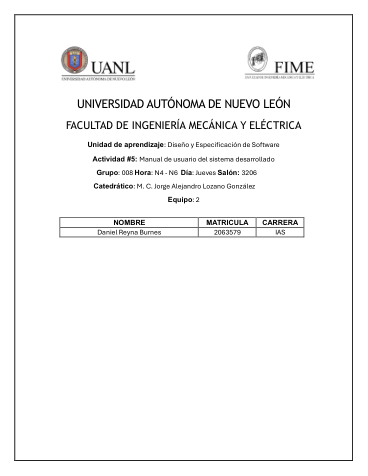 UANL
UNIVERSIDAD AUTÓNOMA DE NUEVO LEÓN
FIME
UNIVERSIDAD AUTÓNOMA DE NUEVO LEÓN
FACULTAD DE INGENIERÍA MECÁNICA Y ELÉCTRICA
Unidad de aprendizaje: Diseño y Especificación de Software
Actividad #5: Manual de usuario del sistema desarrollado
Grupo: 008 Hora: N4 - N6 Día: Jueves Salón: 3206
Catedrático: M. C. Jorge Alejandro Lozano González
Equipo: 2
NOMBRE MATRICULA CARRERA
Daniel Reyna Burnes 2063579 IAS